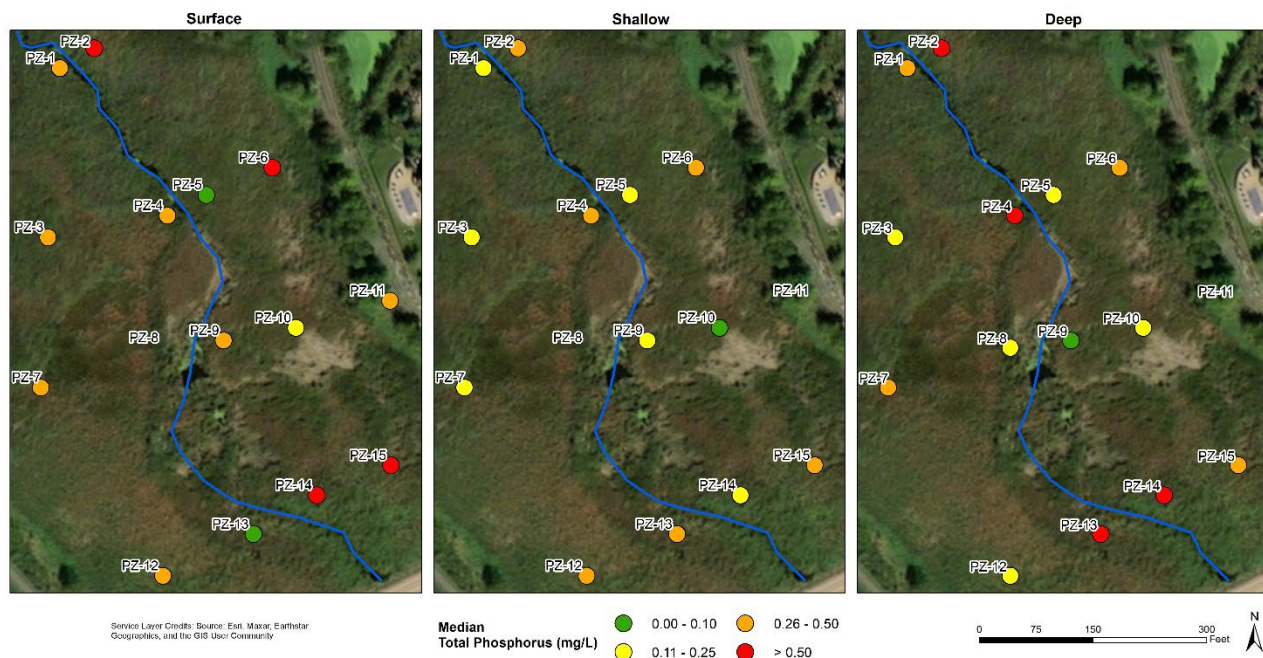 Surface
PZ-2
PZ-1
PZ-6
PZ-5
PZ-4
PZ-3
PZ-11
PZ-10
PZ-8
PZ-9
PZ-7
PZ-15
PZ-14
PZ-13
PZ-12
Shallow
PZ-2
PZ-1
PZ-6
PZ-5
PZ-4
PZ-3
PZ-11
PZ-10
PZ-8
PZ-9
PZ-7
PZ-15
PZ-14
PZ-13
PZ-12
Deep
PZ-2
PZ-1
PZ-6
PZ-5
PZ-4
PZ-3
PZ-11
PZ-10
PZ-8
PZ-9
PZ-7
PZ-15
PZ-14
PZ-13
PZ-12
Service Layer Credits: Source: Esri, Maxar, Earthstar
Geographics, and the GIS User Community
Median
Total Phosphorus (mg/L)
0.00 - 0.10
0.26 - 0.50
0.11 - 0.25
> 0.50
0 75 150 300
Feet
N